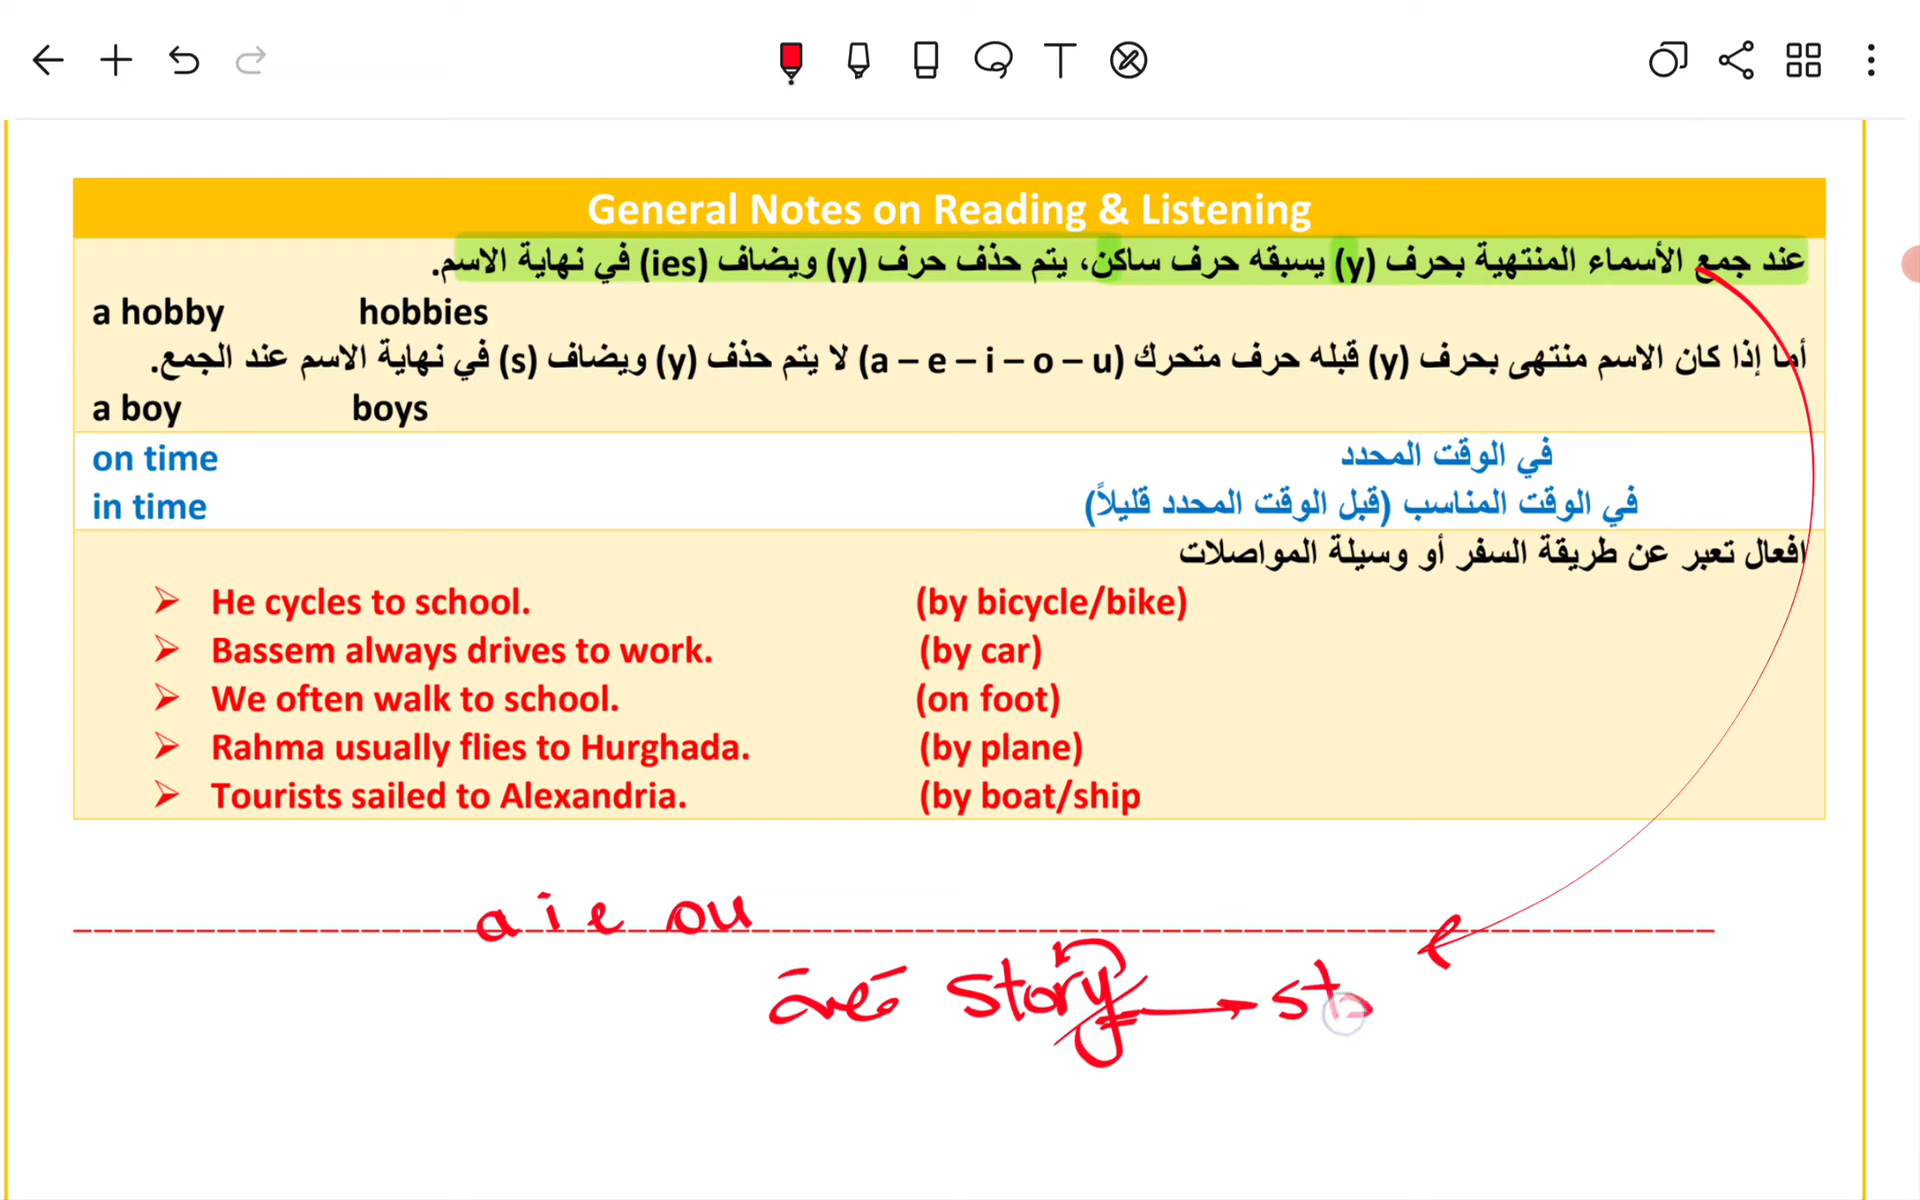 General Notes on Reading & Listening
عند جمع الأسماء المنتهية بحرف (y) يسبقه حرف ساكن، يتم حذف حرف (y) ويضاف (ies) في نهاية الاسم.
a hobby hobbies
أما إذا كان الاسم منتهى بحرف (y) قبله حرف متحرك (a – e – i – o – u) لا يتم حذف (y) ويضاف (s) في نهاية الاسم عند الجمع.
a boy boys
on time في الوقت المحدد
in time في الوقت المناسب (قبل الوقت المحدد قليلاً)
افعال تعبر عن طريقة السفر أو وسيلة المواصلات
He cycles to school. (by bicycle/bike)
Bassem always drives to work. (by car)
We often walk to school. (on foot)
Rahma usually flies to Hurghada. (by plane)
Tourists sailed to Alexandria. (by boat/ship
a i e o u
story sto